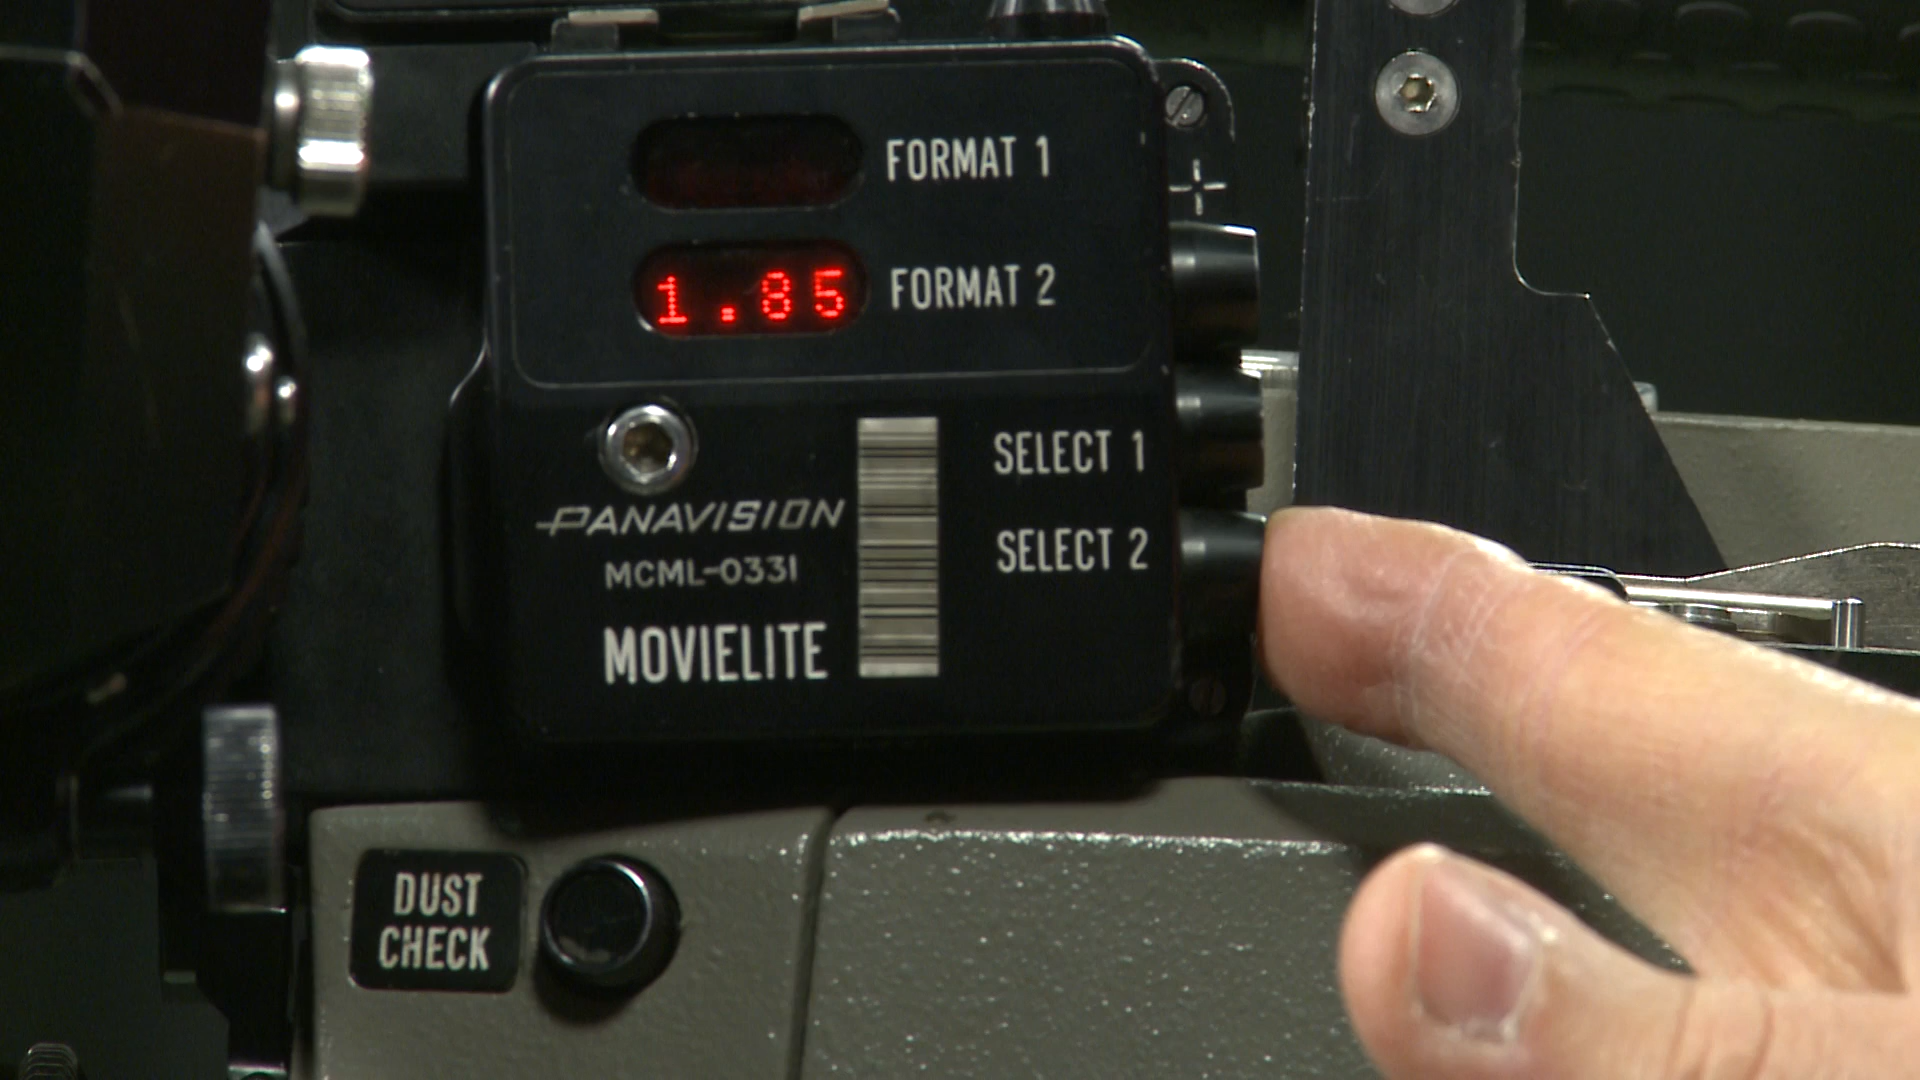 FORMAT 1
1.85 FORMAT 2
SELECT 1
PANAVISION
MCML-0331
SELECT 2
MOVIELITE
DUST
CHECK